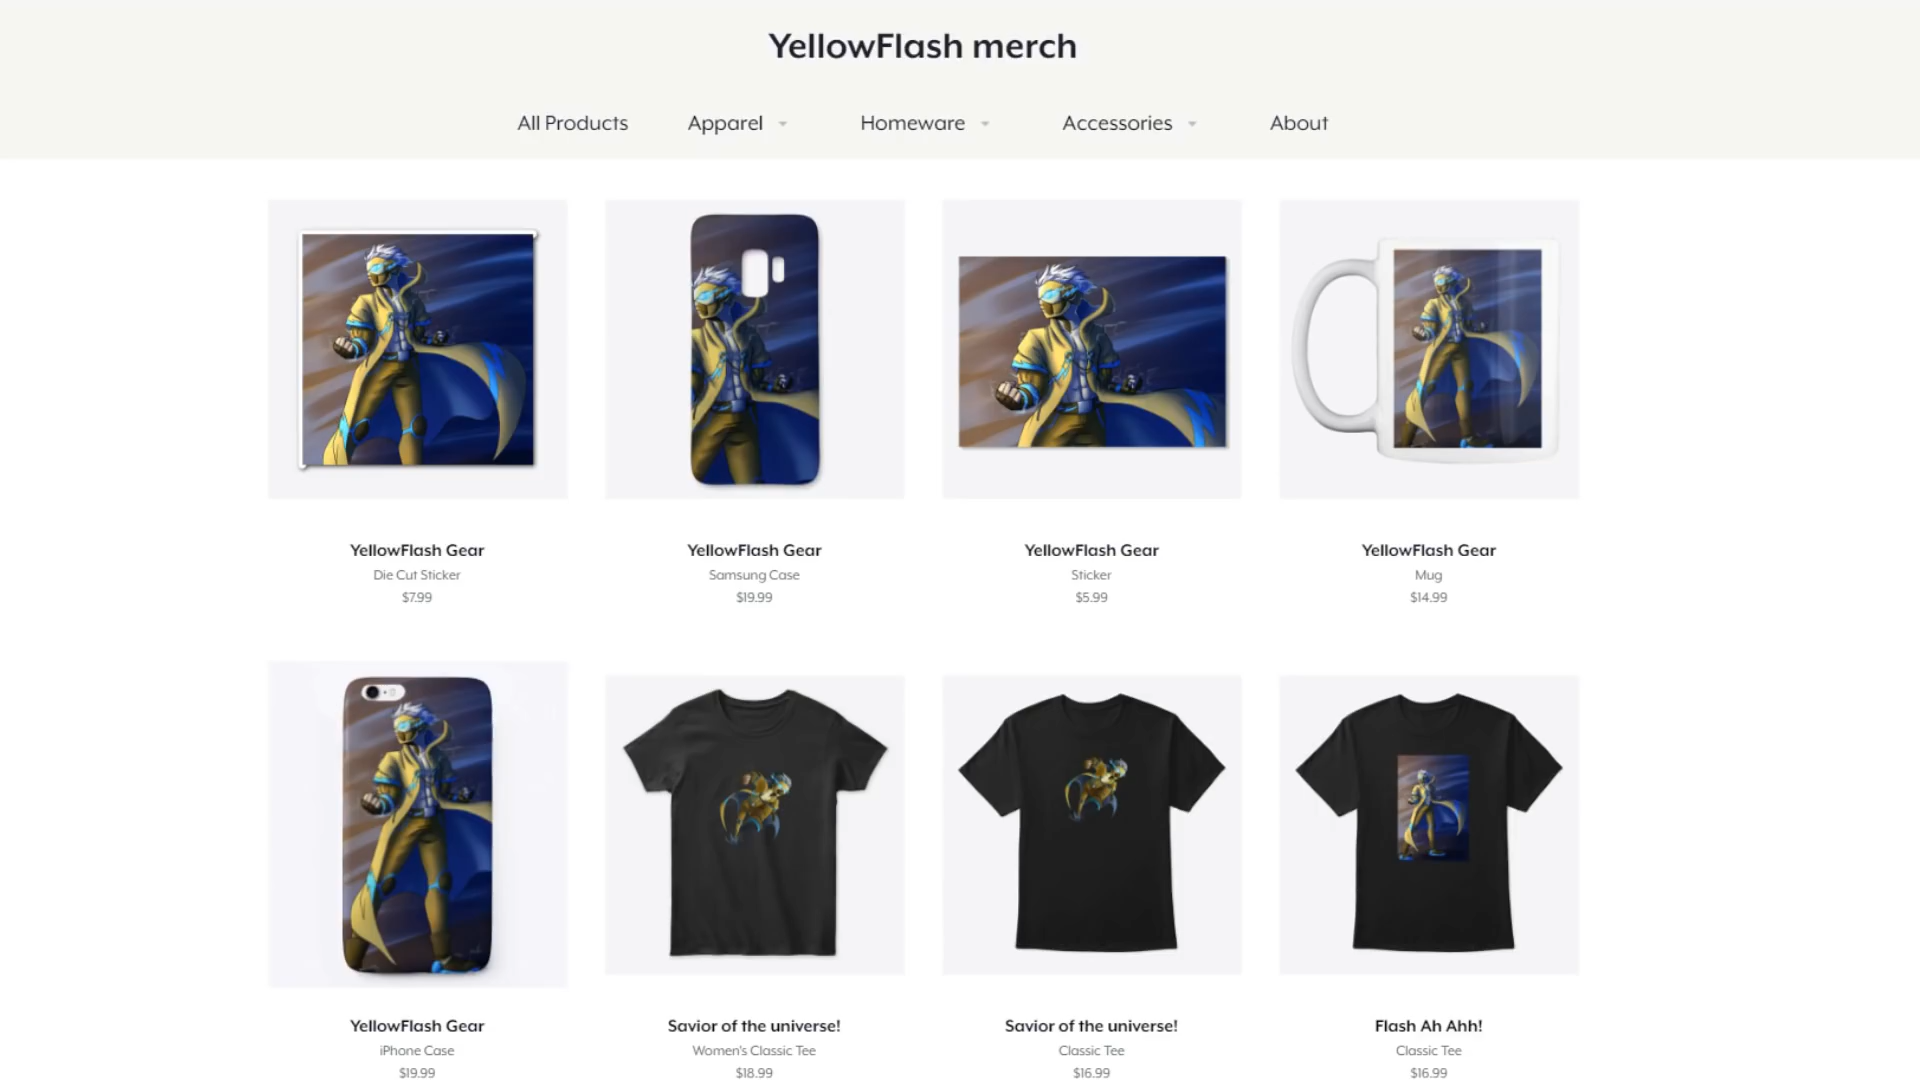 YellowFlash merch
All Products Apparel Homeware Accessories About
YellowFlash Gear
Die Cut Sticker
$7.99
YellowFlash Gear
Samsung Case
$19.99
YellowFlash Gear
Sticker
$5.99
YellowFlash Gear
Mug
$14.99
YellowFlash Gear
iPhone Case
$19.99
Savior of the universe!
Women's Classic Tee
$18.99
Savior of the universe!
Classic Tee
$16.99
Flash Ah Ahh!
Classic Tee
$16.99